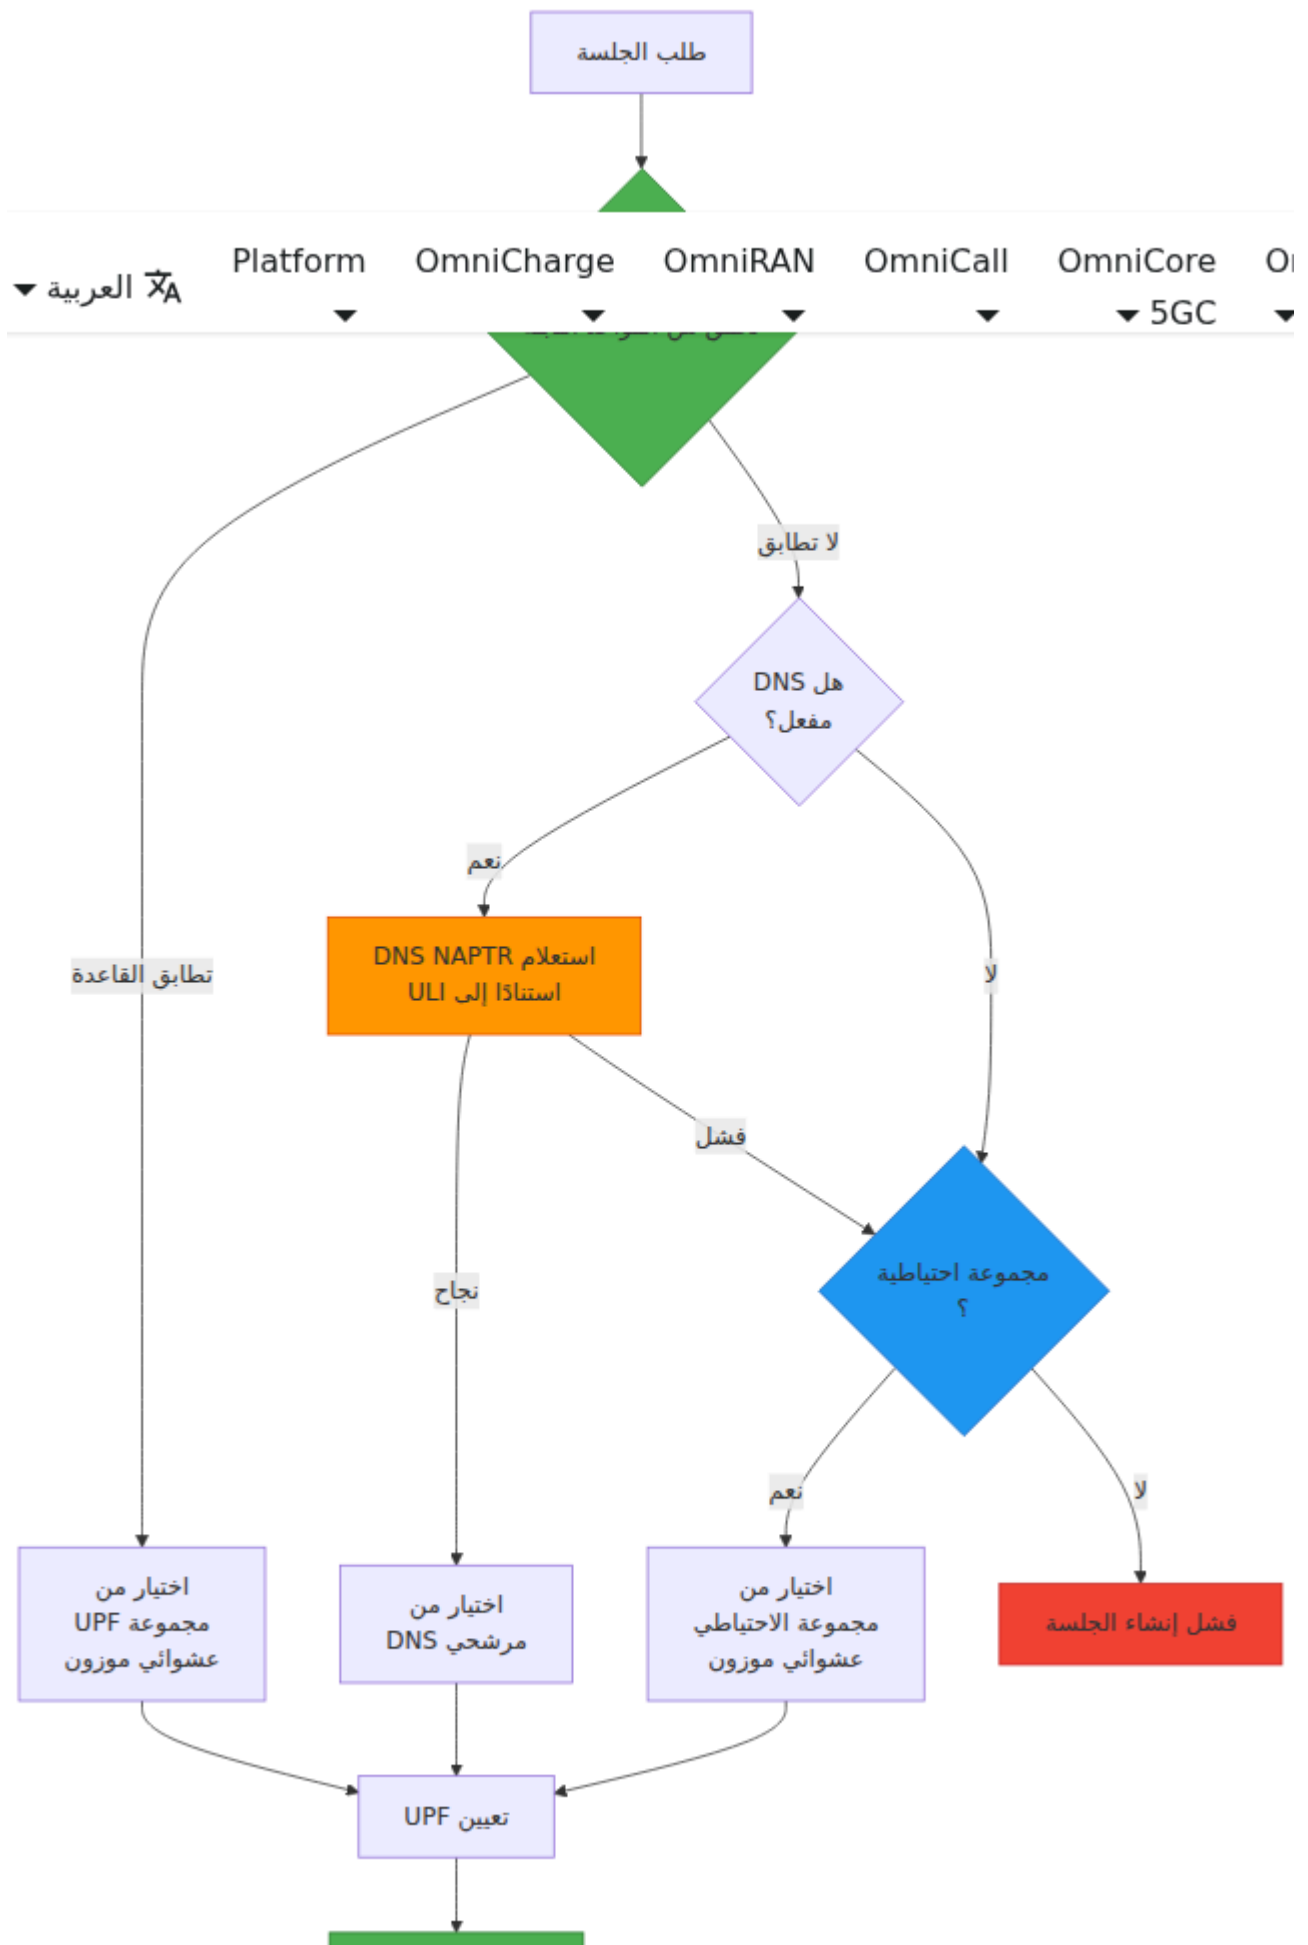 طلب الجلسة
Platform
OmniCharge
OmniRAN
OmniCall
OmniCore
5GC
العربية
لا تطابق
هل DNS
مفعل؟
نعم
لا
استعلام DNS NAPTR
استنادًا إلى ULI
تطابق القاعدة
فشل
نجاح
مجموعة احتياطية
؟
نعم
لا
اختيار من
مجموعة UPF
عشوائي موزون
اختيار من
مرشحي DNS
اختيار من
مجموعة الاحتياطي
عشوائي موزون
فشل إنشاء الجلسة
تعيين UPF